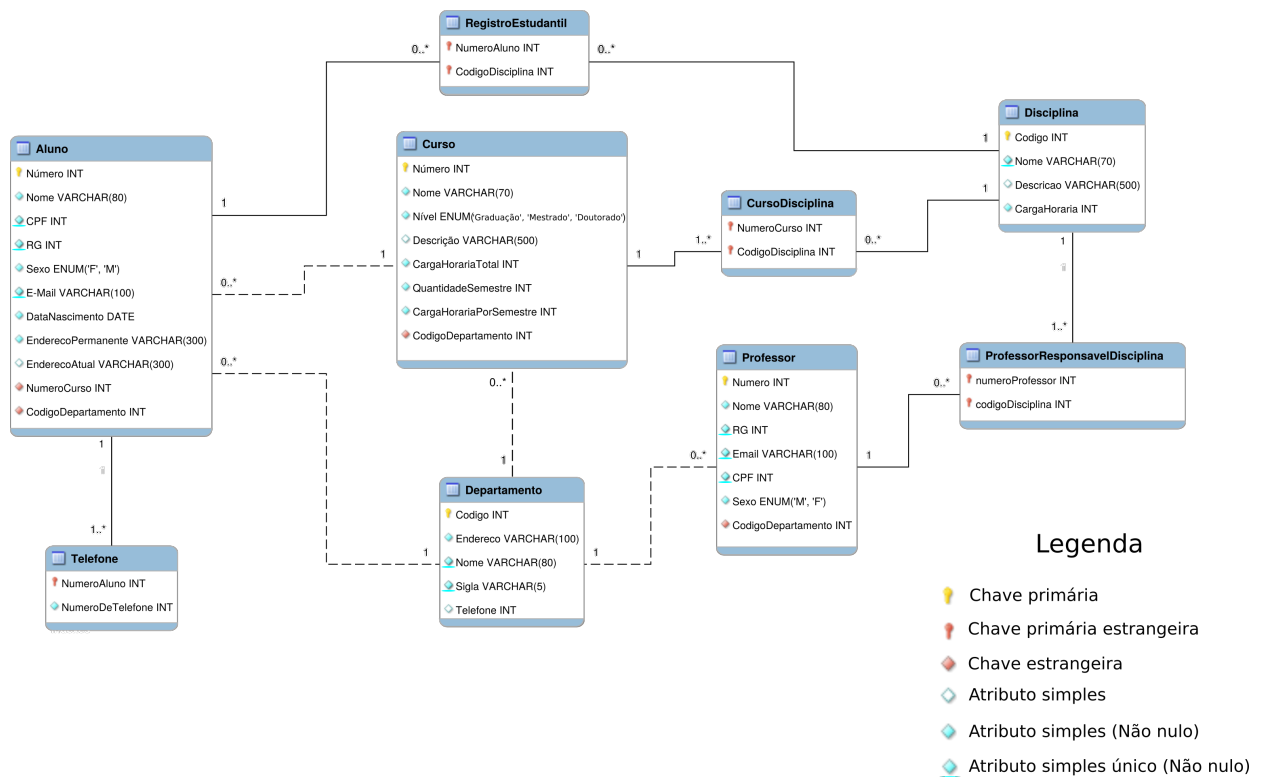 RegistroEstudantil
NumeroAluno INT
CodigoDisciplina INT
0..*
0..*
Aluno
Número INT
Nome VARCHAR(80)
CPF INT
RG INT
Sexo ENUM('F', 'M')
E-Mail VARCHAR(100)
DataNascimento DATE
EnderecoPermanente VARCHAR(300)
EnderecoAtual VARCHAR(300)
NumeroCurso INT
CodigoDepartamento INT
1
0..*
0..*
1
1..*
Telefone
NumeroAluno INT
NumeroDeTelefone INT
Curso
Número INT
Nome VARCHAR(70)
Nível ENUM('Graduação', 'Mestrado', 'Doutorado')
Descrição VARCHAR(500)
CargaHorariaTotal INT
QuantidadeSemestre INT
CargaHorariaPorSemestre INT
CodigoDepartamento INT
1
1
0..*
1
Departamento
Codigo INT
Endereco VARCHAR(100)
Nome VARCHAR(80)
Sigla VARCHAR(5)
Telefone INT
1
1
CursoDisciplina
NumeroCurso INT
CodigoDisciplina INT
1..*
0..*
Disciplina
Codigo INT
Nome VARCHAR(70)
Descricao VARCHAR(500)
CargaHoraria INT
1
1
1
1..*
Professor
Numero INT
Nome VARCHAR(80)
RG INT
Email VARCHAR(100)
CPF INT
Sexo ENUM('M', 'F')
CodigoDepartamento INT
0..*
1
ProfessorResponsavelDisciplina
numeroProfessor INT
codigoDisciplina INT
0..*
Legenda
Chave primária
Chave primária estrangeira
Chave estrangeira
Atributo simples
Atributo simples (Não nulo)
Atributo simples único (Não nulo)